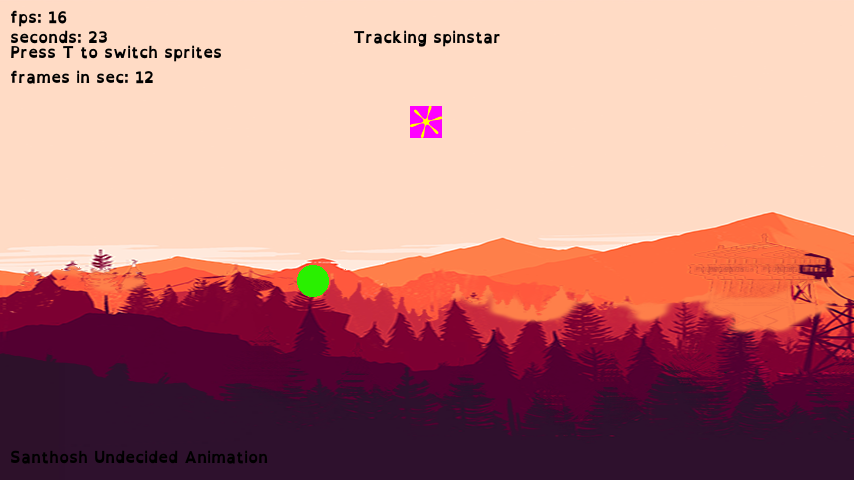 fps: 16
seconds: 23
Tracking spinstar
Press T to switch sprites
frames in sec: 12
Santhosh Undecided Animation